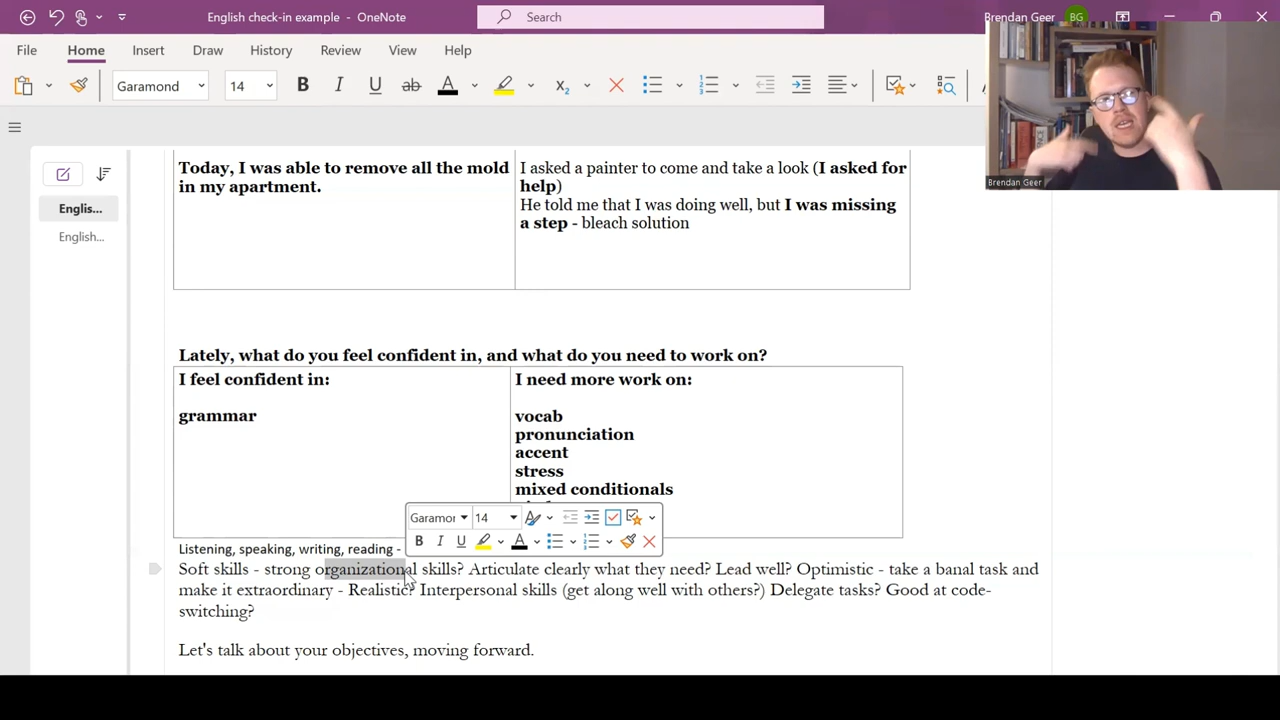 English check-in example - OneNote
Search
Brendan Geer
BG
File
Home
Insert
Draw
History
Review
View
Help
Garamond
14
B I U ab A
Brendan Geer
Englis...
English...
Today, I was able to remove all the mold
in my apartment.
I asked a painter to come and take a look (I asked for
help)
He told me that I was doing well, but I was missing
a step - bleach solution
Lately, what do you feel confident in, and what do you need to work on?
I feel confident in:
grammar
I need more work on:
vocab
pronunciation
accent
stress
mixed conditionals
Garamor 14
B I U A
Listening, speaking, writing, reading -
Soft skills - strong organizational skills? Articulate clearly what they need? Lead well? Optimistic - take a banal task and
make it extraordinary - Realistic? Interpersonal skills (get along well with others?) Delegate tasks? Good at code-
switching?
Let's talk about your objectives, moving forward.